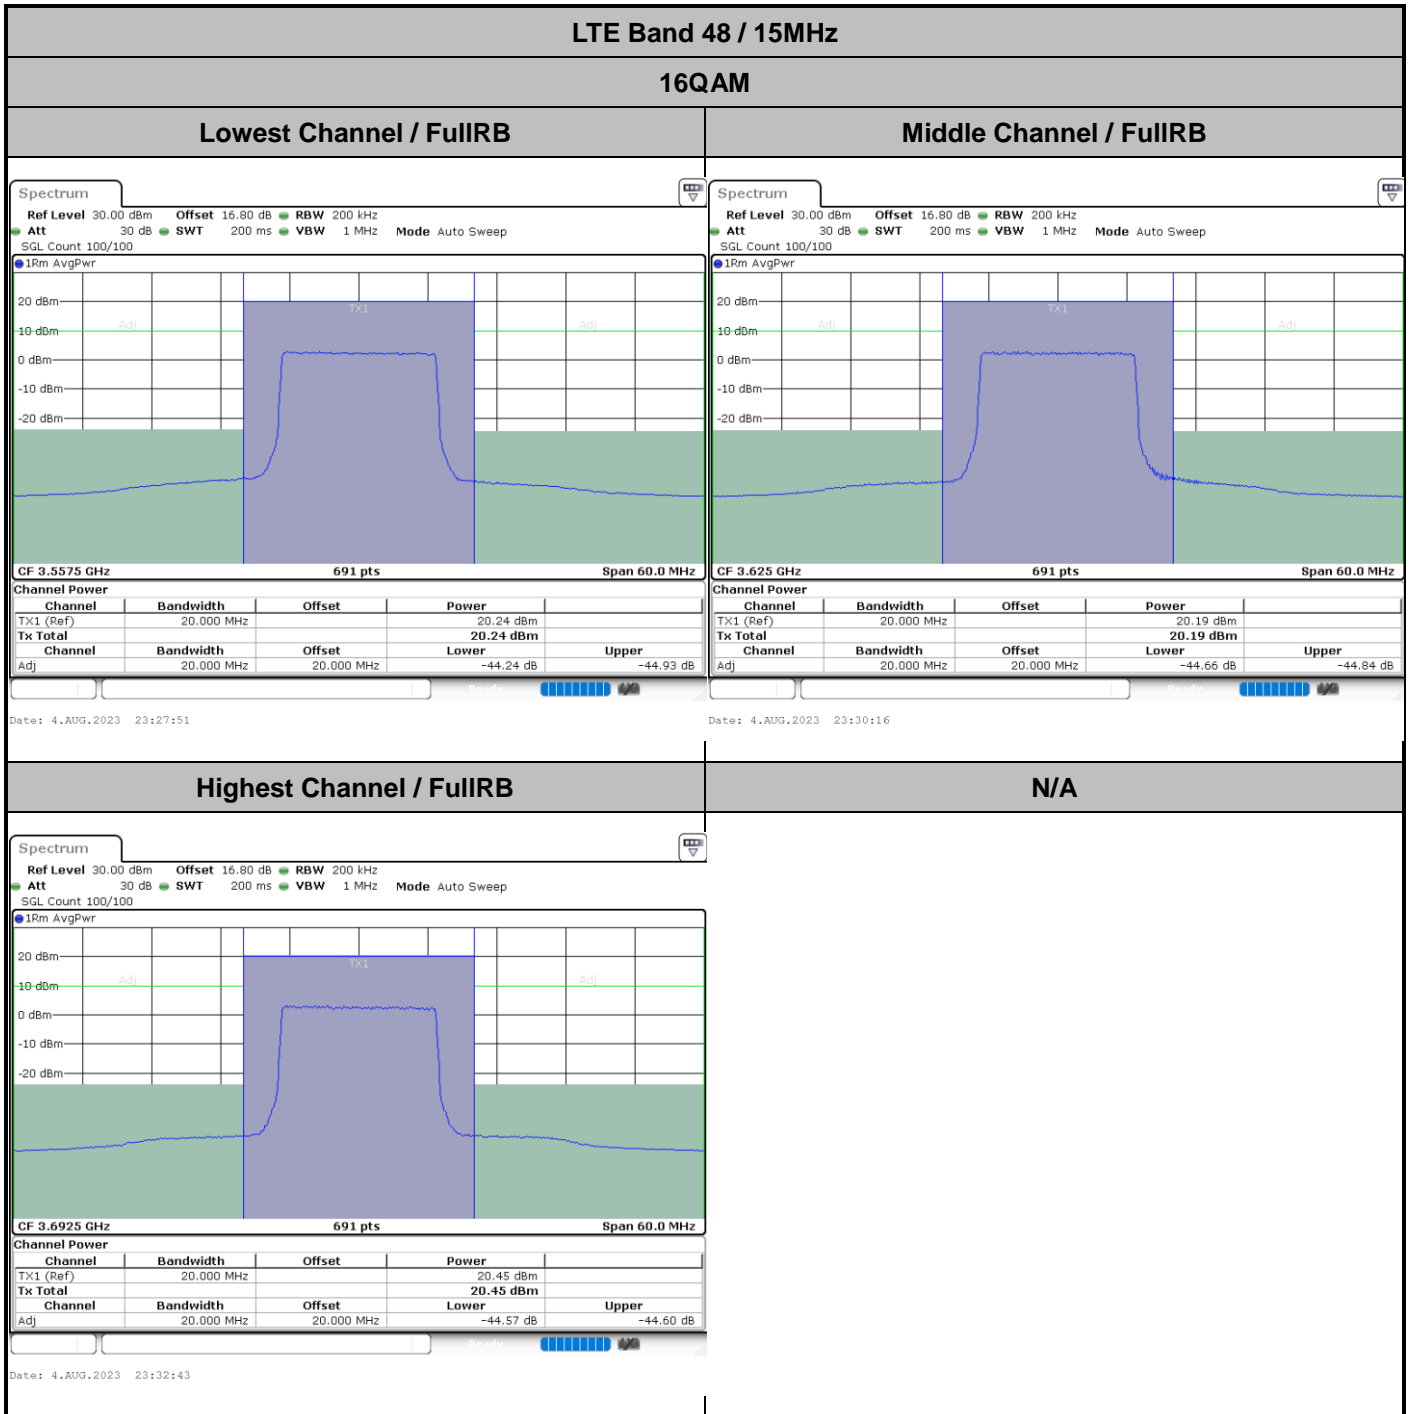 LTE Band 48 / 15MHz
16QAM
Lowest Channel / FullRB
Middle Channel / FullRB
Spectrum
Ref Level 30.00 dBm Offset 16.80 dB RBW 200 kHz
Att 30 dB SWT 200 ms VBW 1 MHz Mode Auto Sweep
SGL Count 100/100
1Rm AvgPwr
TX1
20 dBm
Adj
Adj
10 dBm
0 dBm
-10 dBm
-20 dBm
CF 3.5575 GHz 691 pts Span 60.0 MHz
Channel Power
Channel Bandwidth Offset Power
TX1 (Ref) 20.000 MHz 20.24 dBm
Tx Total 20.24 dBm
Channel Bandwidth Offset Lower Upper
Adj 20.000 MHz 20.000 MHz -44.24 dB -44.93 dB
Ready
Date: 4.AUG.2023 23:27:51
Spectrum
Ref Level 30.00 dBm Offset 16.80 dB RBW 200 kHz
Att 30 dB SWT 200 ms VBW 1 MHz Mode Auto Sweep
SGL Count 100/100
1Rm AvgPwr
TX1
20 dBm
Adj
Adj
10 dBm
0 dBm
-10 dBm
-20 dBm
CF 3.625 GHz 691 pts Span 60.0 MHz
Channel Power
Channel Bandwidth Offset Power
TX1 (Ref) 20.000 MHz 20.19 dBm
Tx Total 20.19 dBm
Channel Bandwidth Offset Lower Upper
Adj 20.000 MHz 20.000 MHz -44.66 dB -44.84 dB
Ready
Date: 4.AUG.2023 23:30:16
Highest Channel / FullRB
N/A
Spectrum
Ref Level 30.00 dBm Offset 16.80 dB RBW 200 kHz
Att 30 dB SWT 200 ms VBW 1 MHz Mode Auto Sweep
SGL Count 100/100
1Rm AvgPwr
TX1
20 dBm
Adj
Adj
10 dBm
0 dBm
-10 dBm
-20 dBm
CF 3.6925 GHz 691 pts Span 60.0 MHz
Channel Power
Channel Bandwidth Offset Power
TX1 (Ref) 20.000 MHz 20.45 dBm
Tx Total 20.45 dBm
Channel Bandwidth Offset Lower Upper
Adj 20.000 MHz 20.000 MHz -44.57 dB -44.60 dB
Ready
Date: 4.AUG.2023 23:32:43